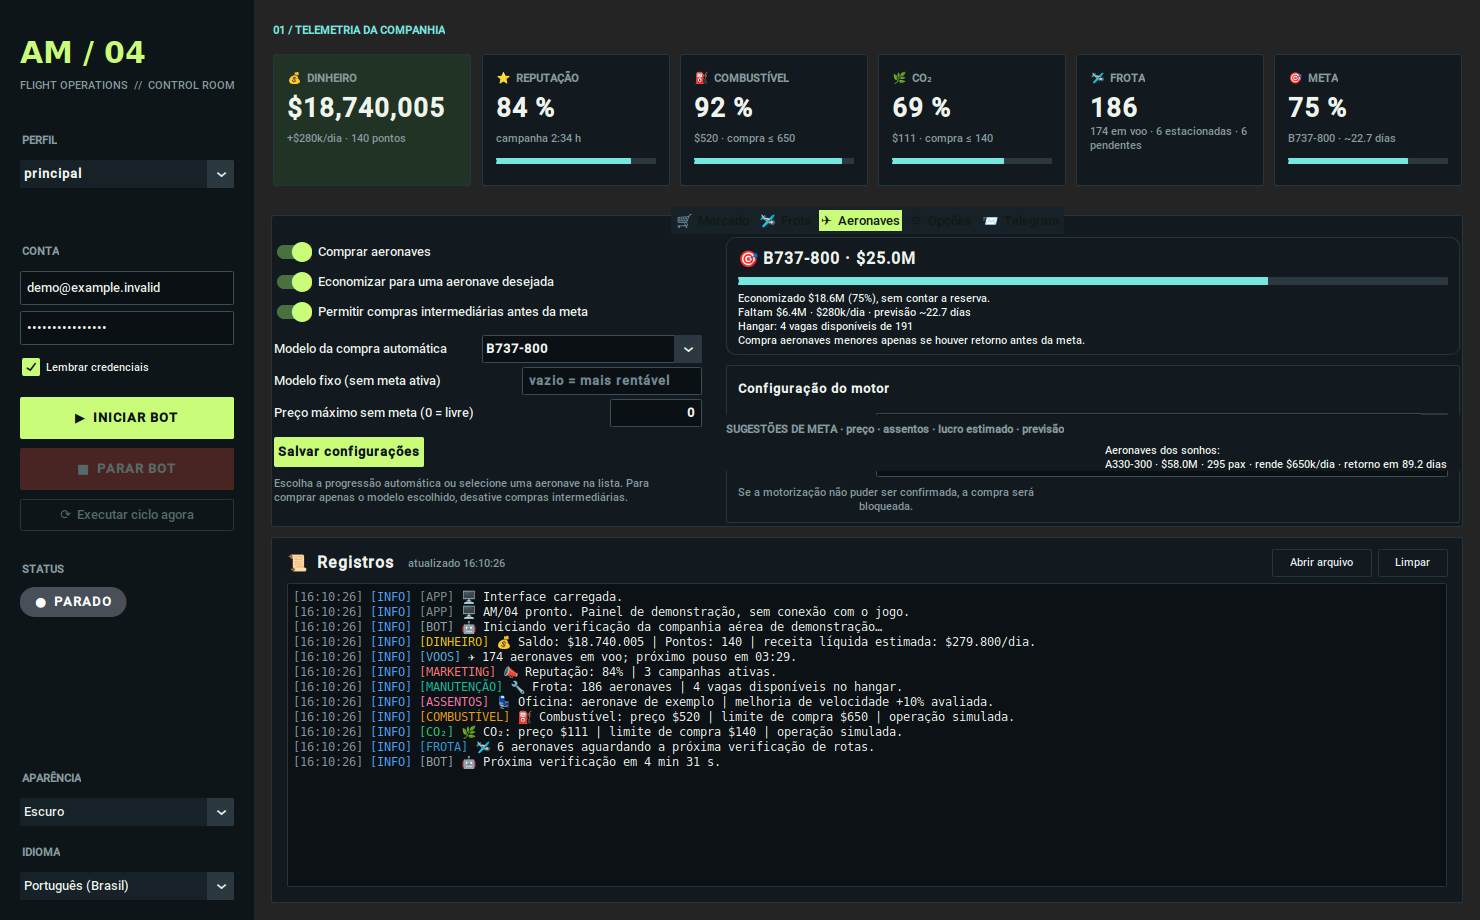 AM / 04
FLIGHT OPERATIONS // CONTROL ROOM
PERFIL
principal
CONTA
demo@example.invalid
••••••••••••••••
Lembrar credenciais
▶ INICIAR BOT
■ PARAR BOT
⟳ Executar ciclo agora
STATUS
● PARADO
APARÊNCIA
Escuro
IDIOMA
Português (Brasil)
01 / TELEMETRIA DA COMPANHIA
💰 DINHEIRO
$18,740,005
+$280k/dia · 140 pontos
⭐ REPUTAÇÃO
84 %
campanha 2:34 h
⛽ COMBUSTÍVEL
92 %
$520 · compra ≤ 650
🌿 CO₂
69 %
$111 · compra ≤ 140
🛩️ FROTA
186
174 em voo · 6 estacionadas · 6
pendentes
🎯 META
75 %
B737-800 · ~22.7 dias
🛒 Mercado 🛩️ Frota ✈ Aeronaves ⚙ Opções 📨 Telegram
Comprar aeronaves
Economizar para uma aeronave desejada
Permitir compras intermediárias antes da meta
Modelo da compra automática B737-800
Modelo fixo (sem meta ativa) vazio = mais rentável
Preço máximo sem meta (0 = livre) 0
Salvar configurações
Escolha a progressão automática ou selecione uma aeronave na lista. Para
comprar apenas o modelo escolhido, desative compras intermediárias.
🎯 B737-800 · $25.0M
Economizado $18.6M (75%), sem contar a reserva.
Faltam $6.4M · $280k/dia · previsão ~22.7 dias
Hangar: 4 vagas disponíveis de 191
Compra aeronaves menores apenas se houver retorno antes da meta.
Configuração do motor
SUGESTÕES DE META · preço · assentos · lucro estimado · previsão
Aeronaves dos sonhos:
A330-300 · $58.0M · 295 pax · rende $650k/dia · retorno em 89.2 dias
Se a motorização não puder ser confirmada, a compra será
bloqueada.
📜 Registros atualizado 16:10:26
Abrir arquivo
Limpar
[16:10:26] [INFO] [APP] 🖥️ Interface carregada.
[16:10:26] [INFO] [APP] 🖥️ AM/04 pronto. Painel de demonstração, sem conexão com o jogo.
[16:10:26] [INFO] [BOT] 🤖 Iniciando verificação da companhia aérea de demonstração…
[16:10:26] [INFO] [DINHEIRO] 💰 Saldo: $18.740.005 | Pontos: 140 | receita líquida estimada: $279.800/dia.
[16:10:26] [INFO] [VOOS] ✈ 174 aeronaves em voo; próximo pouso em 03:29.
[16:10:26] [INFO] [MARKETING] 📣 Reputação: 84% | 3 campanhas ativas.
[16:10:26] [INFO] [MANUTENÇÃO] 🔧 Frota: 186 aeronaves | 4 vagas disponíveis no hangar.
[16:10:26] [INFO] [ASSENTOS] 💺 Oficina: aeronave de exemplo | melhoria de velocidade +10% avaliada.
[16:10:26] [INFO] [COMBUSTÍVEL] ⛽ Combustível: preço $520 | limite de compra $650 | operação simulada.
[16:10:26] [INFO] [CO₂] 🌿 CO₂: preço $111 | limite de compra $140 | operação simulada.
[16:10:26] [INFO] [FROTA] 🛩️ 6 aeronaves aguardando a próxima verificação de rotas.
[16:10:26] [INFO] [BOT] 🤖 Próxima verificação em 4 min 31 s.